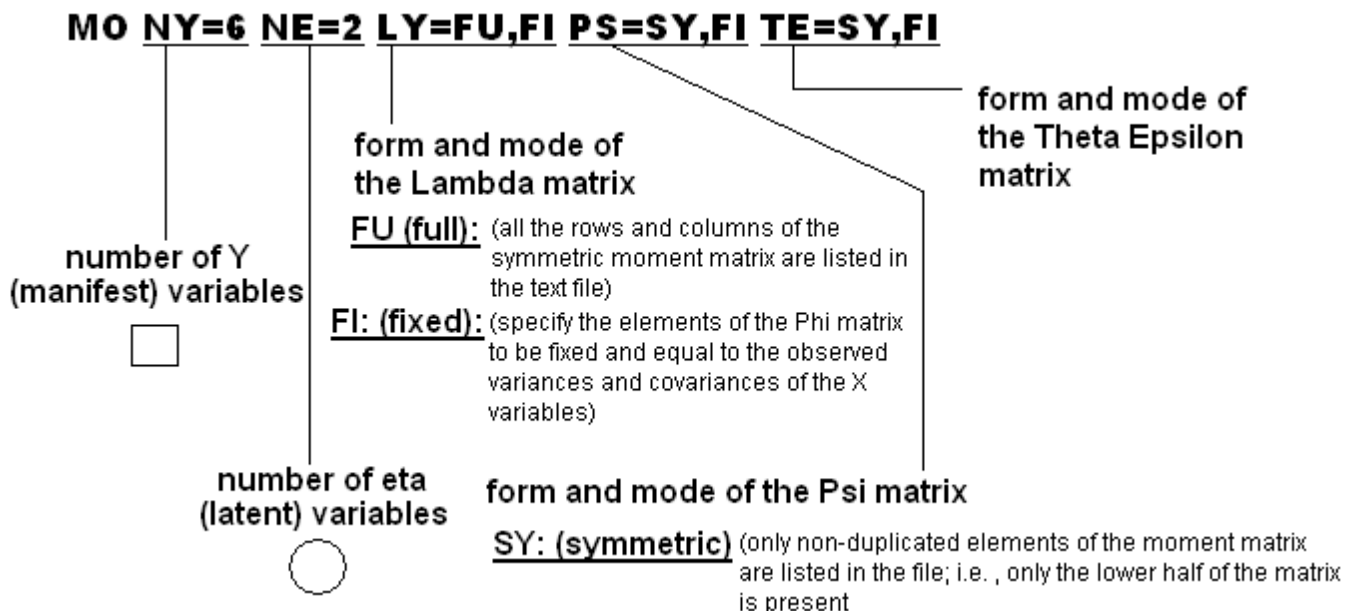 MO NY=6 NE=2 LY=FU,FI PS=SY,FI TE=SY,FI
form and mode of
the Theta Epsilon
matrix
form and mode of
the Lambda matrix
FU (full): (all the rows and columns of the
symmetric moment matrix are listed in
the text file)
FI: (fixed): (specify the elements of the Phi matrix
to be fixed and equal to the observed
variances and covariances of the X
variables)
number of Y
(manifest) variables
number of eta
(latent) variables
form and mode of the Psi matrix
SY: (symmetric) (only non-duplicated elements of the moment matrix
are listed in the file; i.e. , only the lower half of the matrix
is present